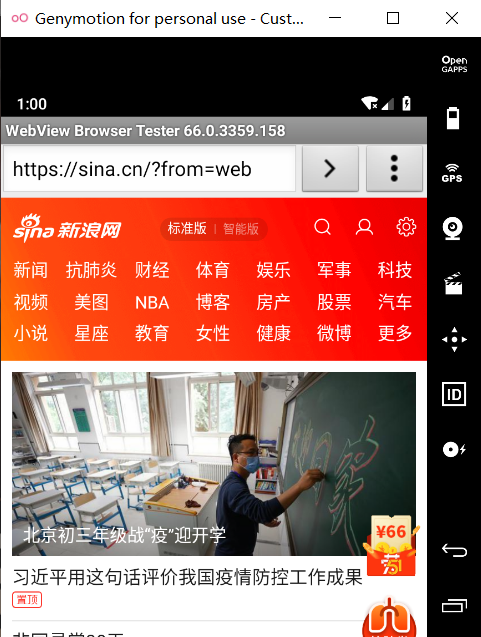 Genymotion for personal use - Cust...
Open
GAPPS
1:00
WebView Browser Tester 66.0.3359.158
https://sina.cn/?from=web
GPS
sina 新浪网
标准版 | 智能版
新闻 抗肺炎 财经 体育 娱乐 军事 科技
视频 美图 NBA 博客 房产 股票 汽车
小说 星座 教育 女性 健康 微博 更多
ID
北京初三年级战“疫”迎开学
¥66
劳
习近平用这句话评价我国疫情防控工作成果
置顶